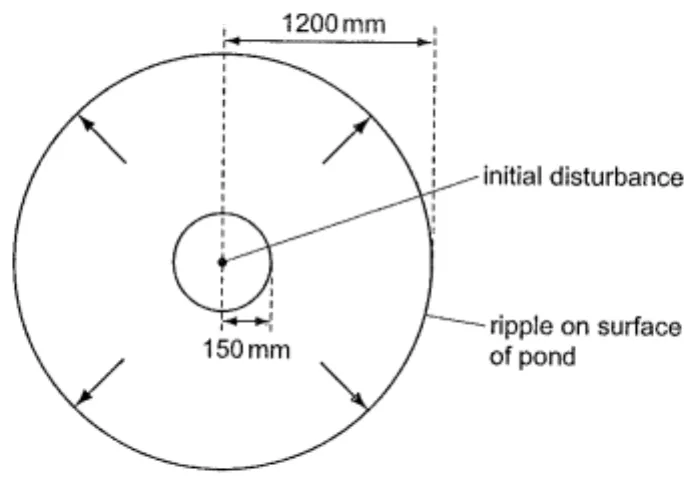 1200 mm
initial disturbance
ripple on surface
of pond
150 mm